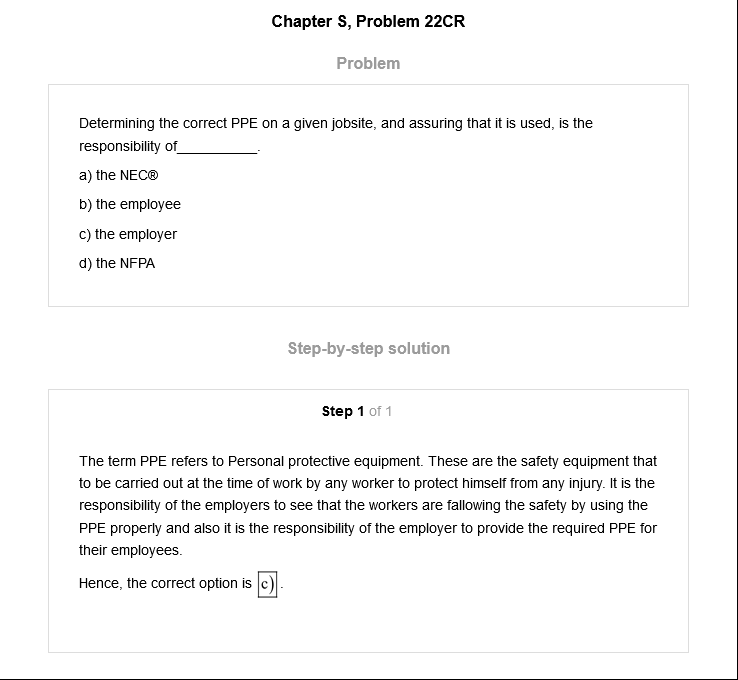 Chapter S, Problem 22CR
Problem
Determining the correct PPE on a given jobsite, and assuring that it is used, is the
responsibility of__________.
a) the NEC®
b) the employee
c) the employer
d) the NFPA
Step-by-step solution
Step 1 of 1
The term PPE refers to Personal protective equipment. These are the safety equipment that
to be carried out at the time of work by any worker to protect himself from any injury. It is the
responsibility of the employers to see that the workers are fallowing the safety by using the
PPE properly and also it is the responsibility of the employer to provide the required PPE for
their employees.
Hence, the correct option is c).